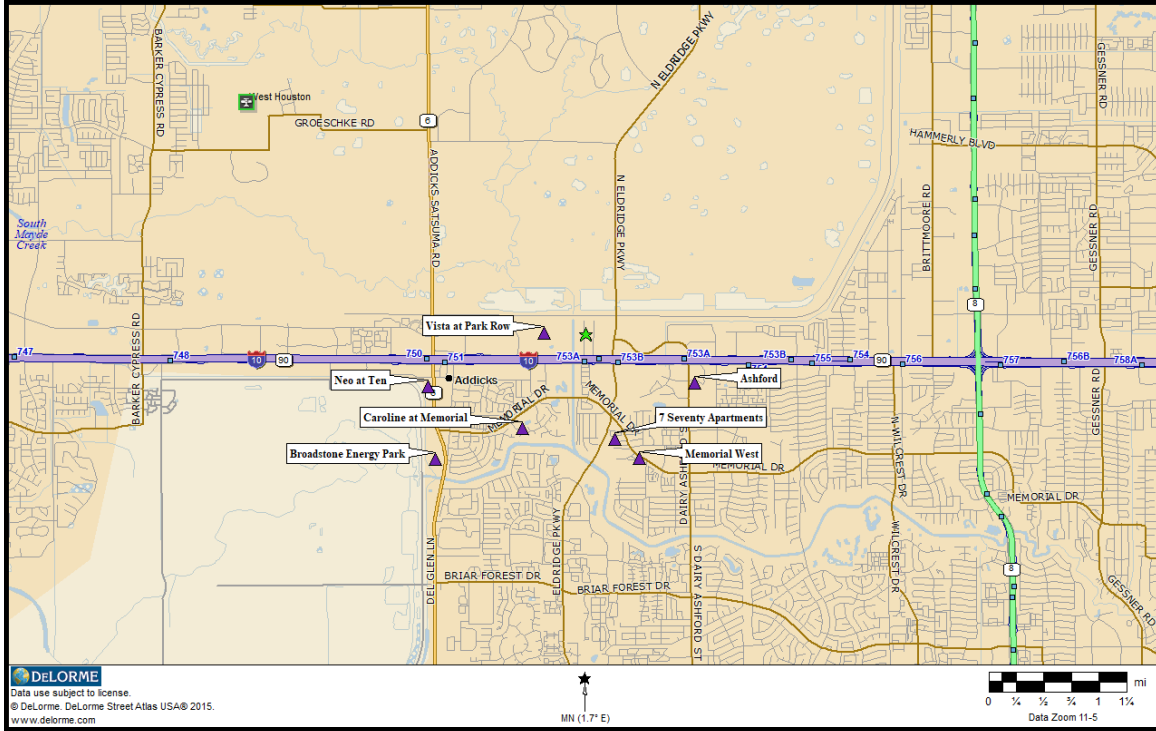 BARKER CYPRESS RD
West Houston
GROESCHKE RD
6
ADDICKS-SATSUMA RD
N ELDRIDGE PKWY
N ELDRIDGE PKWY
HAMMERLY BLVD
GESSNER RD
BRITTMOORE RD
GESSNER RD
South
Mayde
Creek
8
BARKER CYPRESS RD
Vista at Park Row
747
748
10
90
750
751
10
753A
753B
753A
753B
755
754
90
756
757
756B
758A
Neo at Ten
Addicks
Ashford
MEMORIAL DR
MEMORIAL DR
Caroline at Memorial
7 Seventy Apartments
GESSNER RD
Broadstone Energy Park
Memorial West
MEMORIAL DR
DAIRY ASHFORD S
N WILCREST DR
MEMORIAL DR
ELDRIDGE PKWY
WILCREST DR
DEL GLEN LN
BRIAR FOREST DR
BRIAR FOREST DR
S DAIRY ASHFORD ST
8
GESSNER RD
DELORME
Data use subject to license.
© DeLorme. DeLorme Street Atlas USA® 2015.
www.delorme.com
MN (1.7° E)
mi
0 ¼ ½ ¾ 1 1¼
Data Zoom 11-5